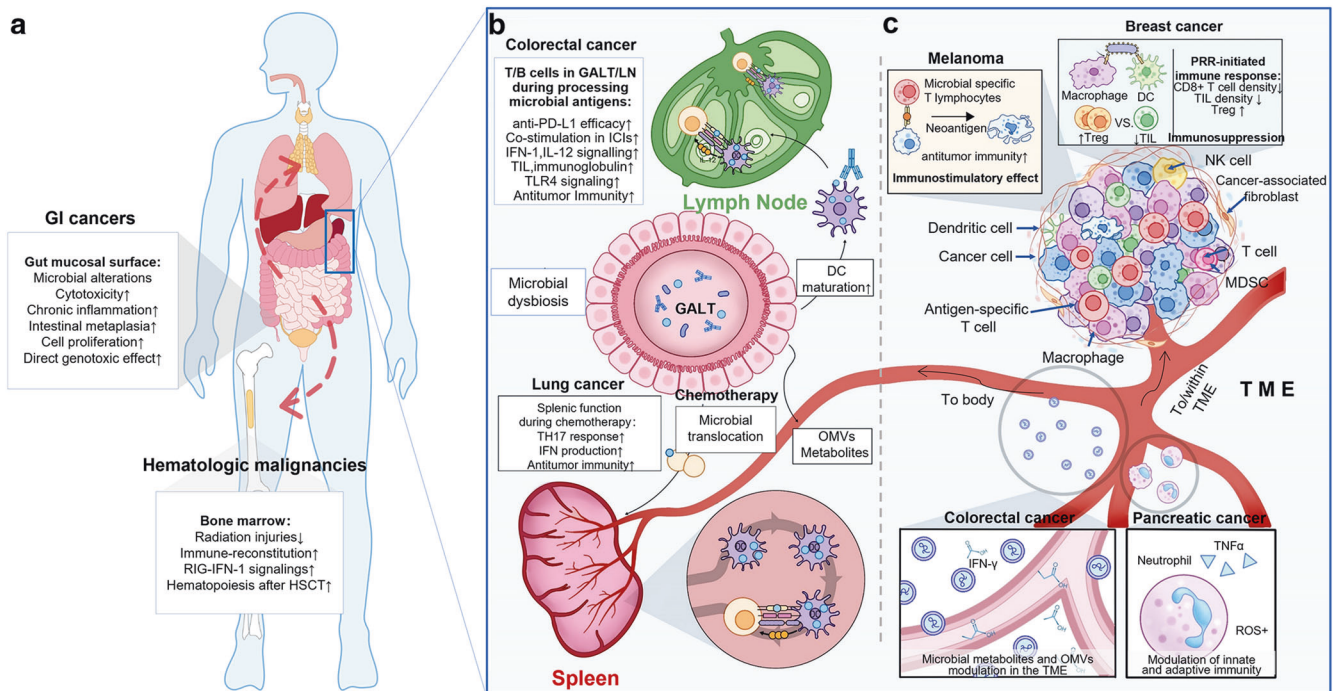 a
GI cancers
Gut mucosal surface:
Microbial alterations
Cytotoxicity↑
Chronic inflammation↑
Intestinal metaplasia↑
Cell proliferation↑
Direct genotoxic effect↑
Hematologic malignancies
Bone marrow:
Radiation injuries↓
Immune-reconstitution↑
RIG-IFN-1 signalings↑
Hematopoiesis after HSCT↑
b
Colorectal cancer
T/B cells in GALT/LN
during processing
microbial antigens:
anti-PD-L1 efficacy↑
Co-stimulation in ICIs↑
IFN-1,IL-12 signalling↑
TIL,immunoglobulin↑
TLR4 signaling↑
Antitumor Immunity↑
IL-12
Lymph Node
Microbial
dysbiosis
GALT
DC
maturation↑
Lung cancer
Splenic function
during chemotherapy:
TH17 response↑
IFN production↑
Antitumor immunity↑
Chemotherapy
Microbial
translocation
OMVs
Metabolites
Spleen
c
Melanoma
Microbial specific
T lymphocytes
Neoantigen
antitumor immunity↑
Immunostimulatory effect
Breast cancer
Macrophage
DC
VS.
↑Treg
↓TIL
PRR-initiated
immune response:
CD8+ T cell density↓
TIL density ↓
Treg ↑
Immunosuppression
NK cell
Cancer-associated
fibroblast
Dendritic cell
Cancer cell
T cell
MDSC
Antigen-specific
T cell
Macrophage
TME
To body
To/within
TME
Colorectal cancer
IFN-γ
OH
OH
Microbial metabolites and OMVs
modulation in the TME
Pancreatic cancer
Neutrophil
TNFα
ROS+
Modulation of innate
and adaptive immunity